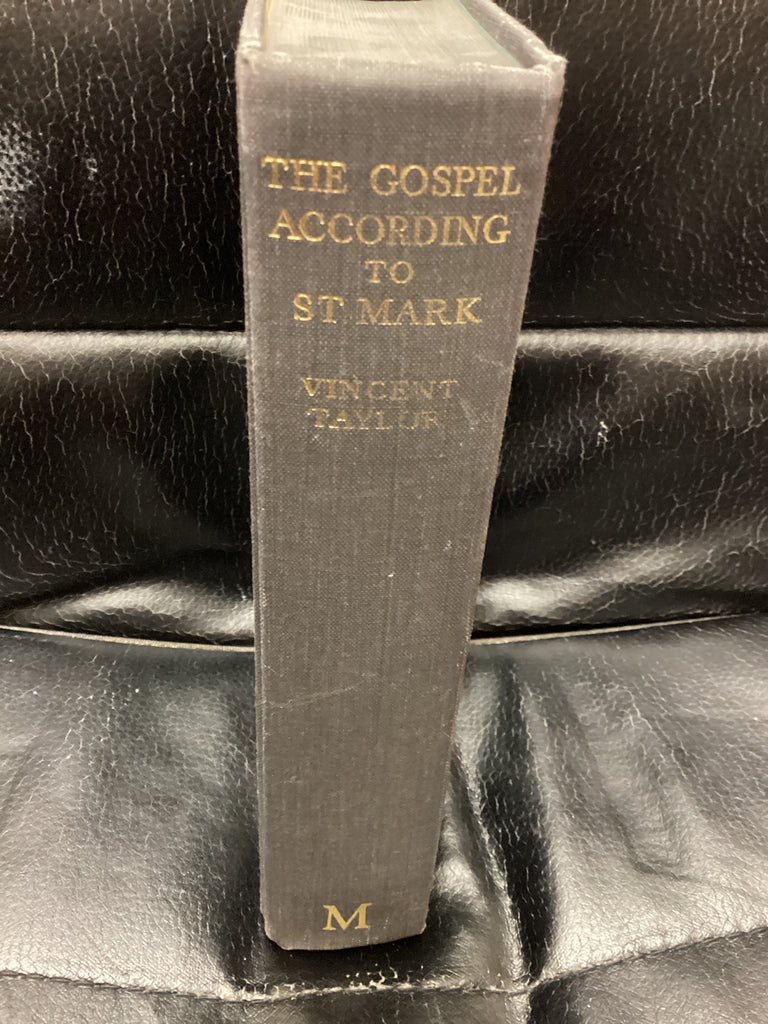 THE GOSPEL
ACCORDING
TO
ST. MARK
VINCENT
TAYLOR
M